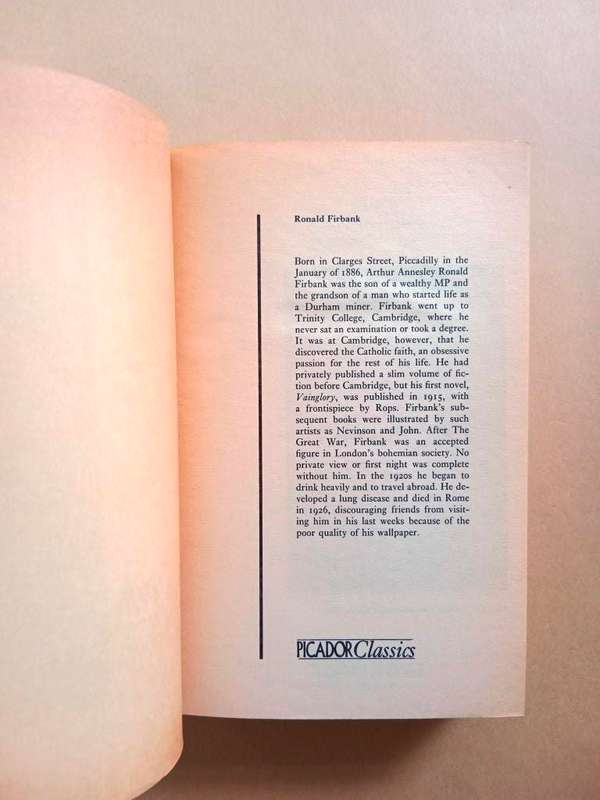 Ronald Firbank
Born in Clarges Street, Piccadilly in the
January of 1886, Arthur Annesley Ronald
Firbank was the son of a wealthy MP and
the grandson of a man who started life as
a Durham miner. Firbank went up to
Trinity College, Cambridge, where he
never sat an examination or took a degree.
It was at Cambridge, however, that he
discovered the Catholic faith, an obsessive
passion for the rest of his life. He had
privately published a slim volume of fic-
tion before Cambridge, but his first novel,
Vainglory, was published in 1915, with
a frontispiece by Rops. Firbank's sub-
sequent books were illustrated by such
artists as Nevinson and John. After The
Great War, Firbank was an accepted
figure in London's bohemian society. No
private view or first night was complete
without him. In the 1920s he began to
drink heavily and to travel abroad. He de-
veloped a lung disease and died in Rome
in 1926, discouraging friends from visit-
ing him in his last weeks because of the
poor quality of his wallpaper.
PICADOR Classics